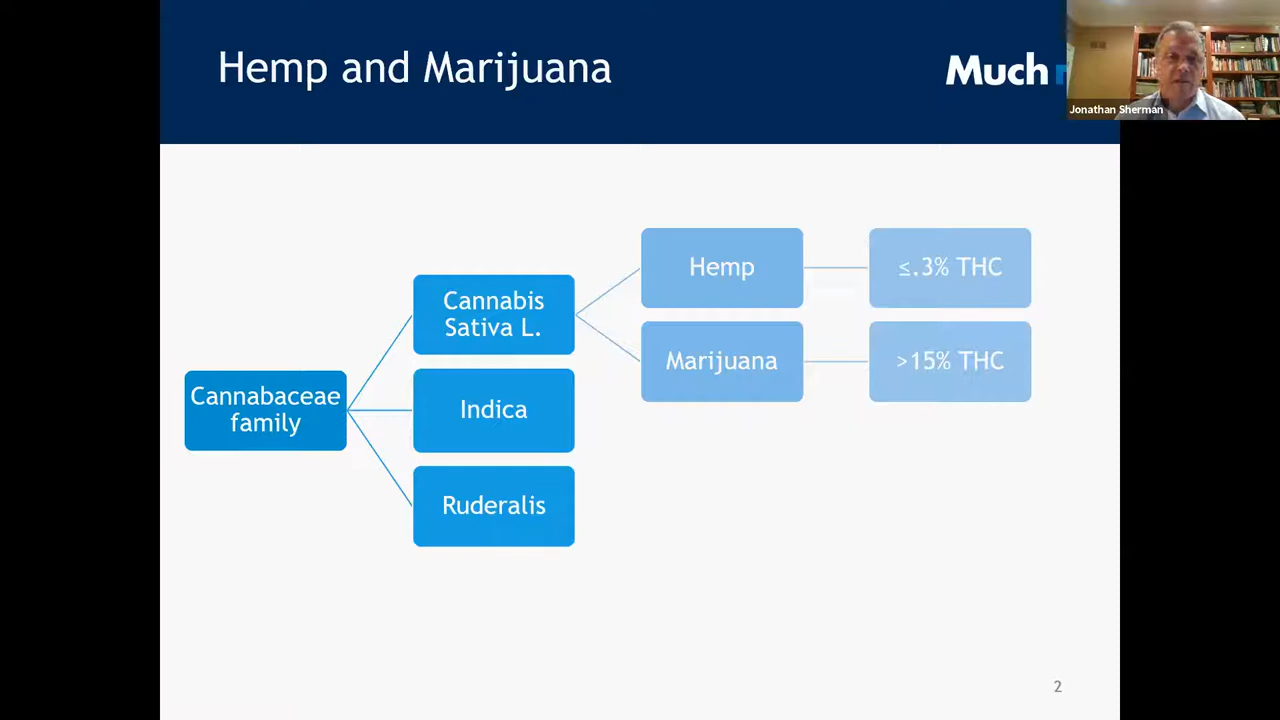 Hemp and Marijuana
Much
Jonathan Sherman
Cannabaceae
family
Cannabis
Sativa L.
Indica
Ruderalis
Hemp
≤.3% THC
Marijuana
>15% THC
2